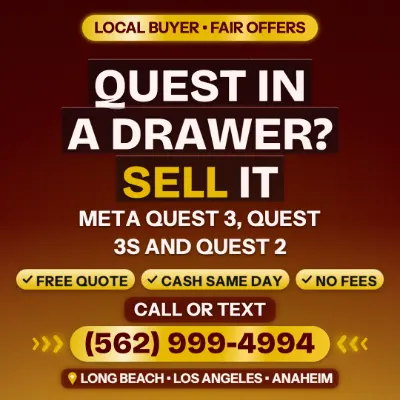 LOCAL BUYER • FAIR OFFERS
QUEST IN
A DRAWER?
SELL IT
META QUEST 3, QUEST
3S AND QUEST 2
✓ FREE QUOTE ✓ CASH SAME DAY ✓ NO FEES
CALL OR TEXT
(562) 999-4994
LONG BEACH • LOS ANGELES • ANAHEIM